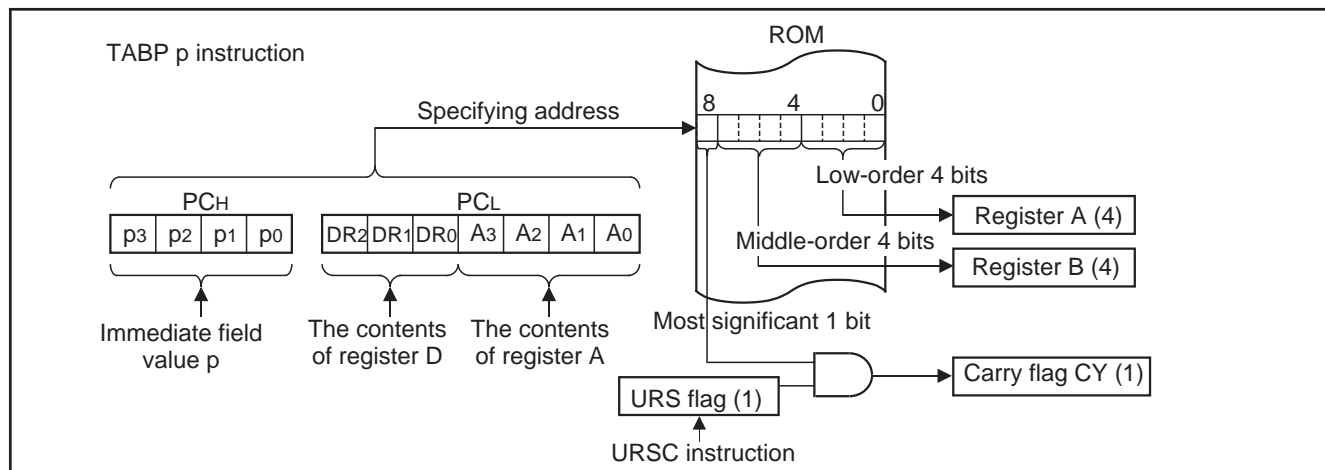 TABP p instruction
ROM
8 4 0
Specifying address
Low-order 4 bits
PCH PCL
p3 p2 p1 p0 DR2 DR1 DR0 A3 A2 A1 A0
Register A (4)
Middle-order 4 bits
Register B (4)
Immediate field
value p
The contents
of register D
The contents
of register A
Most significant 1 bit
Carry flag CY (1)
URS flag (1)
URSC instruction